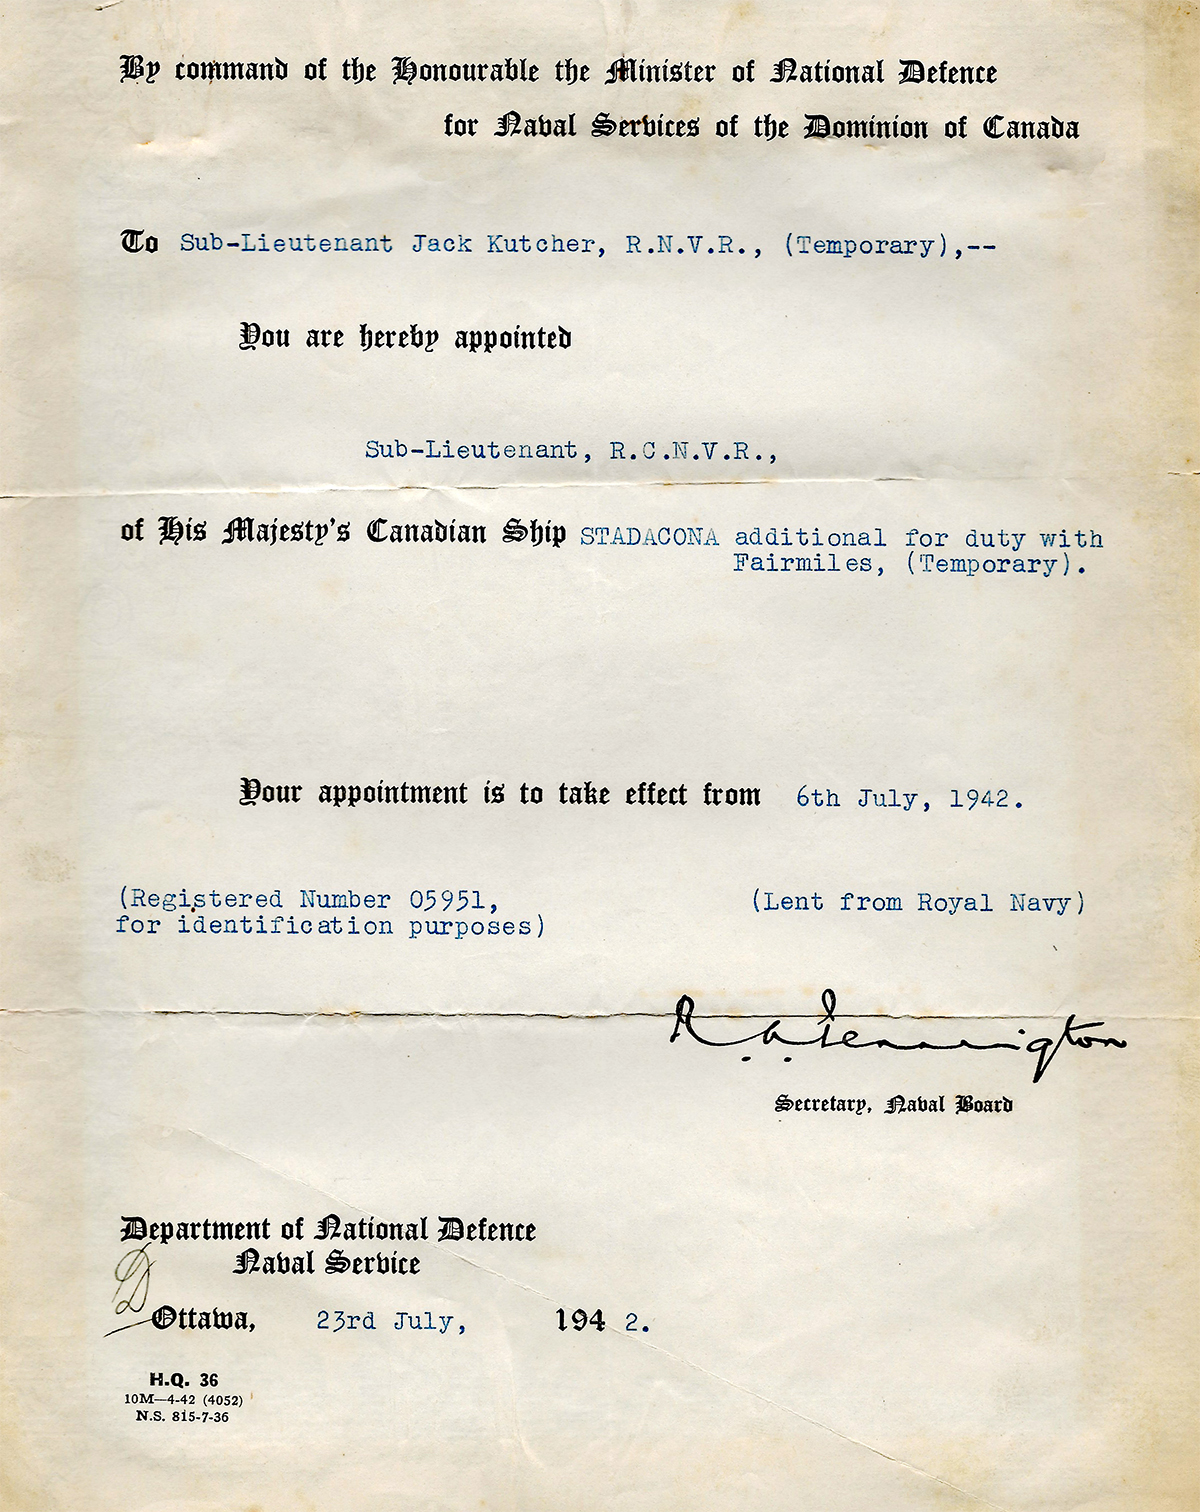 By command of the Honourable the Minister of National Defence
for Naval Services of the Dominion of Canada
To Sub-Lieutenant Jack Kutcher, R.N.V.R., (Temporary),--
You are hereby appointed
Sub-Lieutenant, R.C.N.V.R.,
of His Majesty's Canadian Ship STADACONA additional for duty with
Fairmiles, (Temporary).
Your appointment is to take effect from 6th July, 1942.
(Registered Number 05951, (Lent from Royal Navy)
for identification purposes)
Secretary, Naval Board
Department of National Defence
Naval Service
Ottawa, 23rd July, 194 2.
H.Q. 36
10M—4-42 (4052)
N.S. 815-7-36